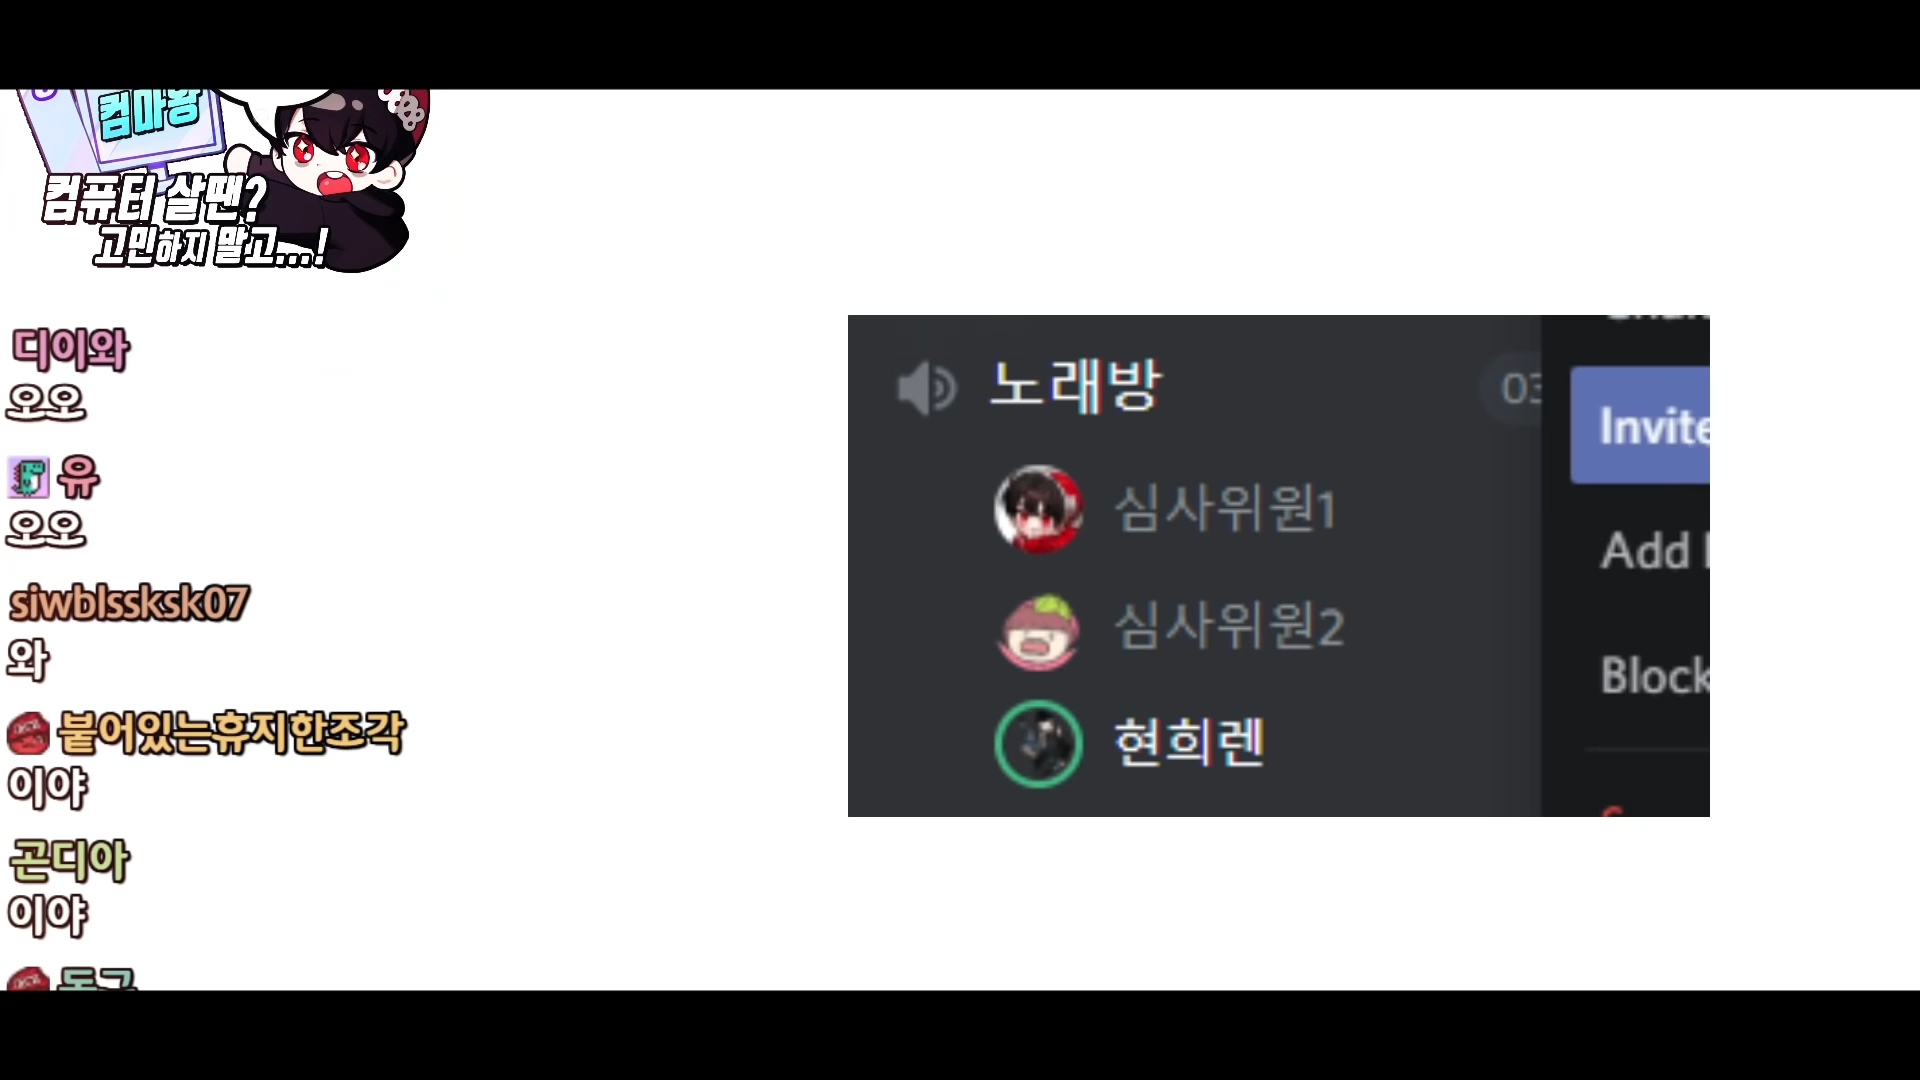 컴마왕
컴퓨터 살땐?
고민하지 말고...!
디이와
오오
유
오오
siwblssksk07
와
붙어있는휴지한조각
이야
곤디아
이야
노래방
03
심사위원1
심사위원2
현희렌
Invite
Add
Block